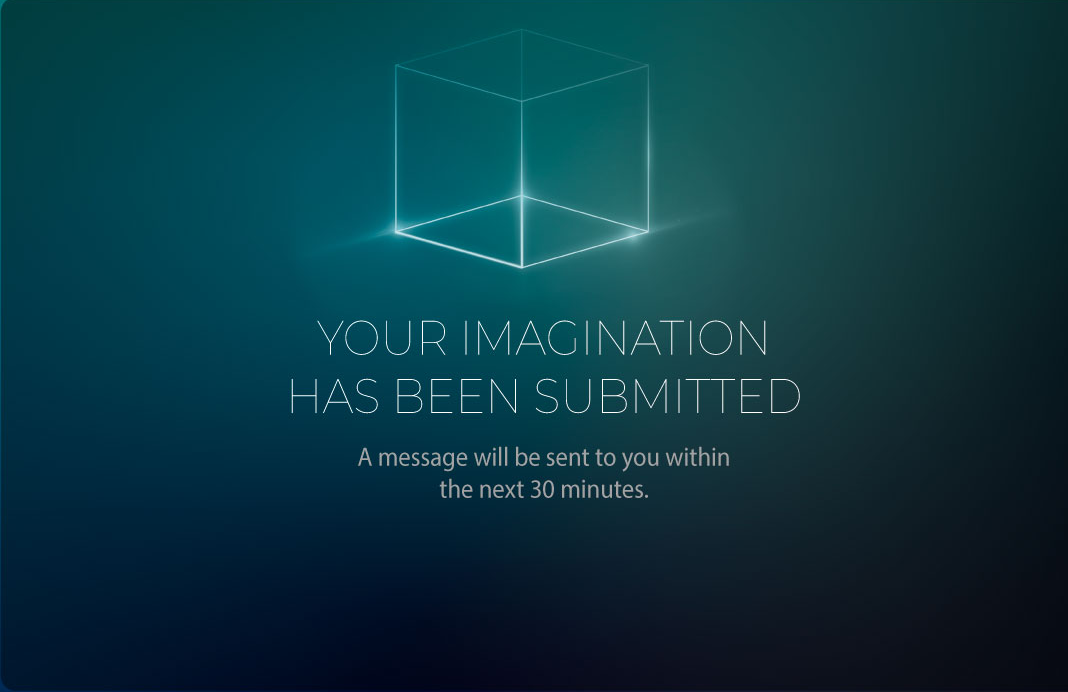 YOUR IMAGINATION
HAS BEEN SUBMITTED
A message will be sent to you within
the next 30 minutes.